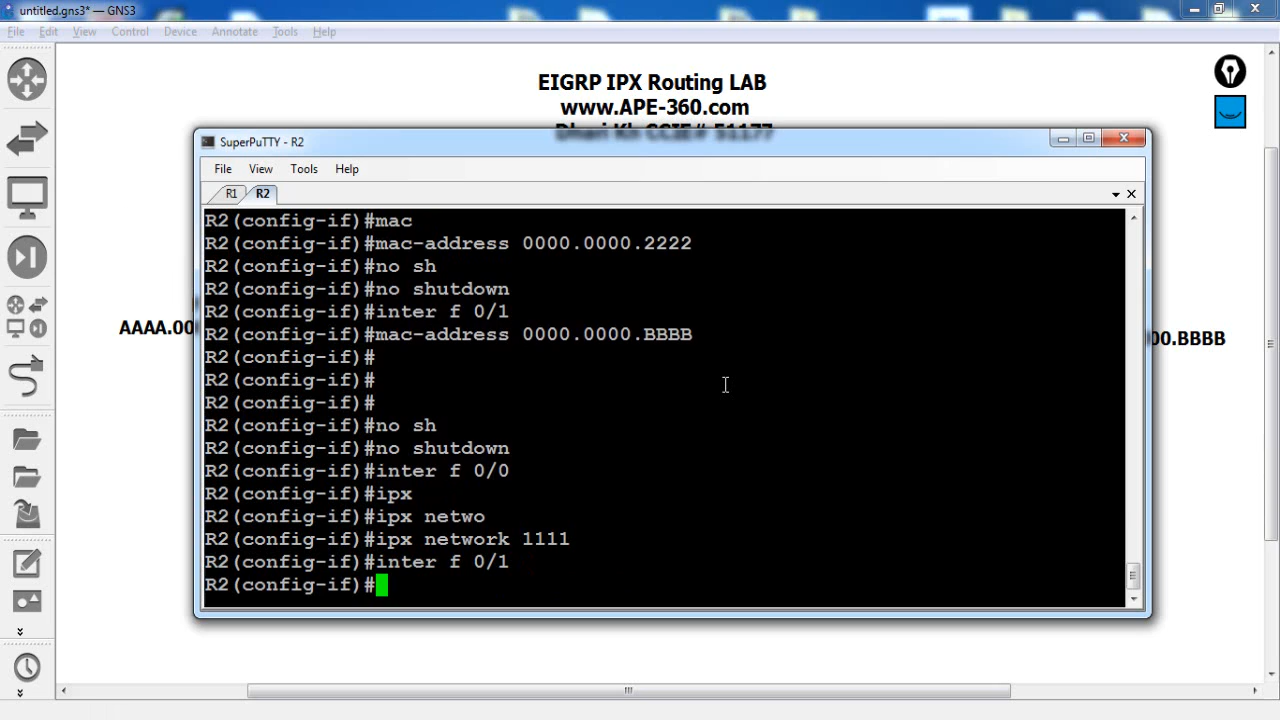 untitled.gns3* — GNS3
File Edit View Control Device Annotate Tools Help
EIGRP IPX Routing LAB
www.APE-360.com
Dhari Kh CCIE# 51177
SuperPuTTY - R2
File View Tools Help
R1 R2
R2(config-if)#mac
R2(config-if)#mac-address 0000.0000.2222
R2(config-if)#no sh
R2(config-if)#no shutdown
R2(config-if)#inter f 0/1
AAAA.00
R2(config-if)#mac-address 0000.0000.BBBB
00.BBBB
R2(config-if)#
R2(config-if)#
R2(config-if)#
R2(config-if)#no sh
R2(config-if)#no shutdown
R2(config-if)#inter f 0/0
R2(config-if)#ipx
R2(config-if)#ipx netwo
R2(config-if)#ipx network 1111
R2(config-if)#inter f 0/1
R2(config-if)#